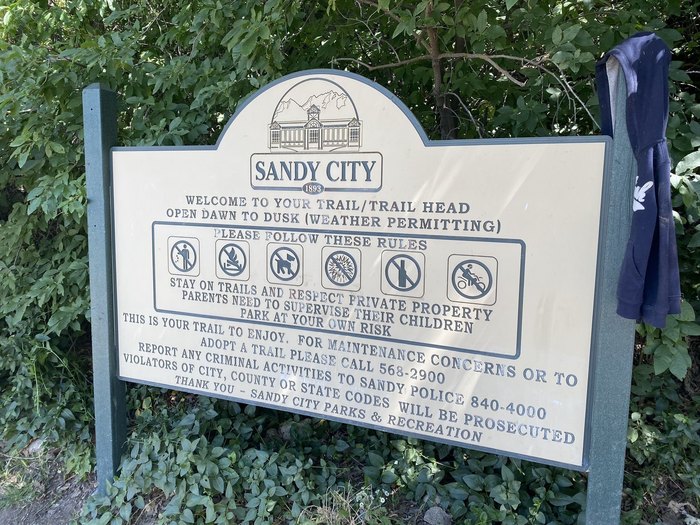 SANDY CITY
1893
WELCOME TO YOUR TRAIL/TRAIL HEAD
OPEN DAWN TO DUSK (WEATHER PERMITTING)
PLEASE FOLLOW THESE RULES
STAY ON TRAILS AND RESPECT PRIVATE PROPERTY
PARENTS NEED TO SUPERVISE THEIR CHILDREN
PARK AT YOUR OWN RISK
THIS IS YOUR TRAIL TO ENJOY. FOR MAINTENANCE CONCERNS OR TO
ADOPT A TRAIL PLEASE CALL 568-2900
REPORT ANY CRIMINAL ACTIVITIES TO SANDY POLICE 840-4000
VIOLATORS OF CITY, COUNTY OR STATE CODES WILL BE PROSECUTED
THANK YOU - SANDY CITY PARKS & RECREATION